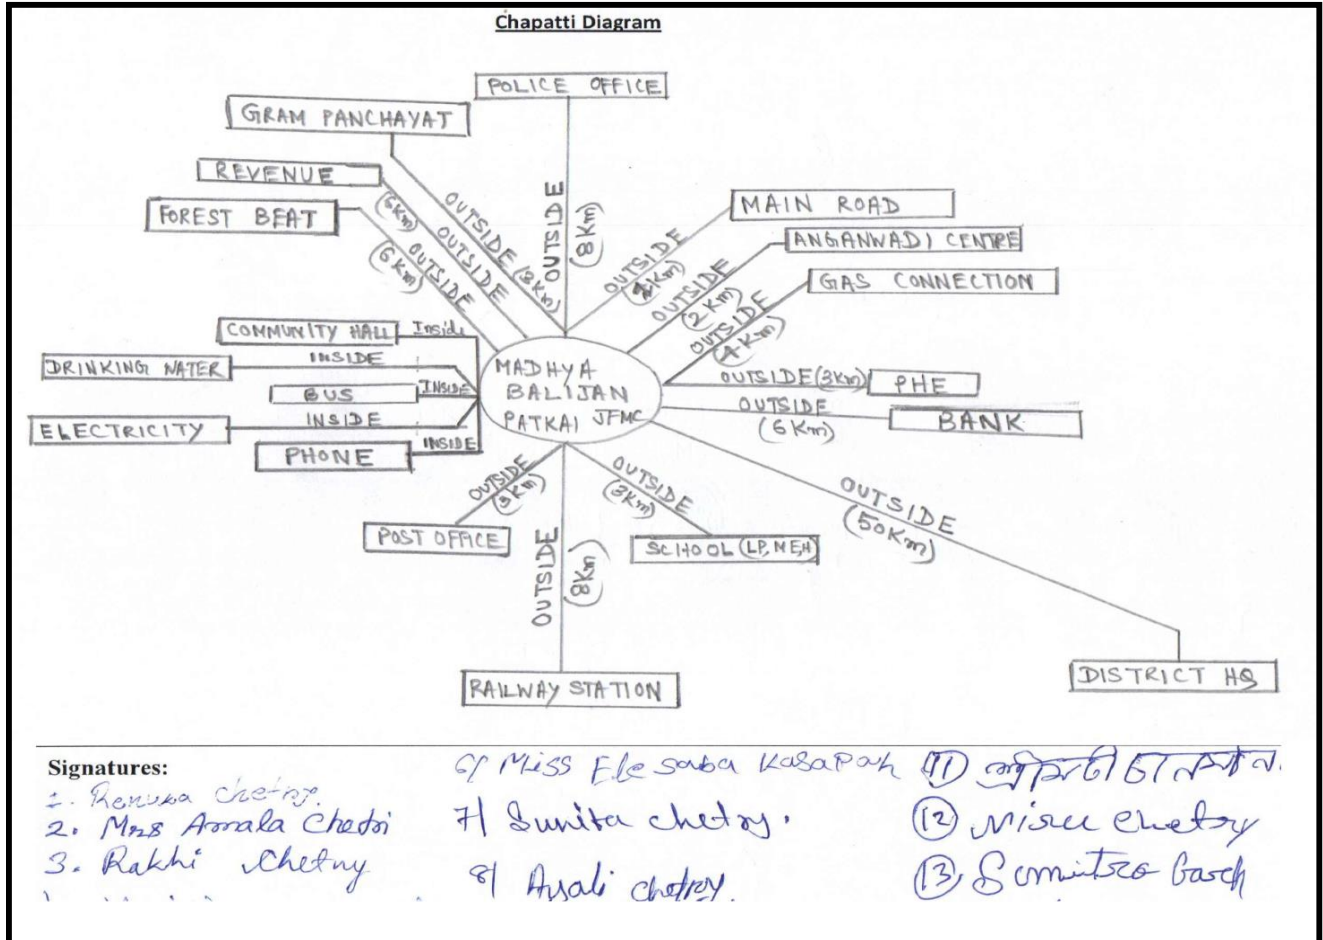 Chapatti Diagram
POLICE OFFICE
GRAM PANCHAYAT
REVENUE
FOREST BEAT
MAIN ROAD
ANGANWADI CENTRE
GAS CONNECTION
OUTSIDE (8Km)
OUTSIDE (8Km)
(6Km) OUTSIDE
OUTSIDE (6Km)
OUTSIDE
OUTSIDE (2Km)
OUTSIDE (4Km)
COMMUNITY HALL Inside
DRINKING WATER INSIDE
BUS INSIDE
ELECTRICITY INSIDE
PHONE INSIDE
MADHYA
BALIJAN
PATKAI JFMC
OUTSIDE (3Km) PHE
OUTSIDE (6Km) BANK
OUTSIDE (3Km)
POST OFFICE
OUTSIDE (3Km)
SCHOOL (LP, ME, H)
OUTSIDE (8Km)
RAILWAY STATION
OUTSIDE (50Km)
DISTRICT HQ
Signatures:
1. Renuka Chetry.
2. Mrs Amala Chetri
3. Rakhi Chetry
6/ Miss Elesaba Kasapah
7/ Sunita chetry.
8/ Anjali chetry.
11)
12) Misu Chetry
13) Sumitra